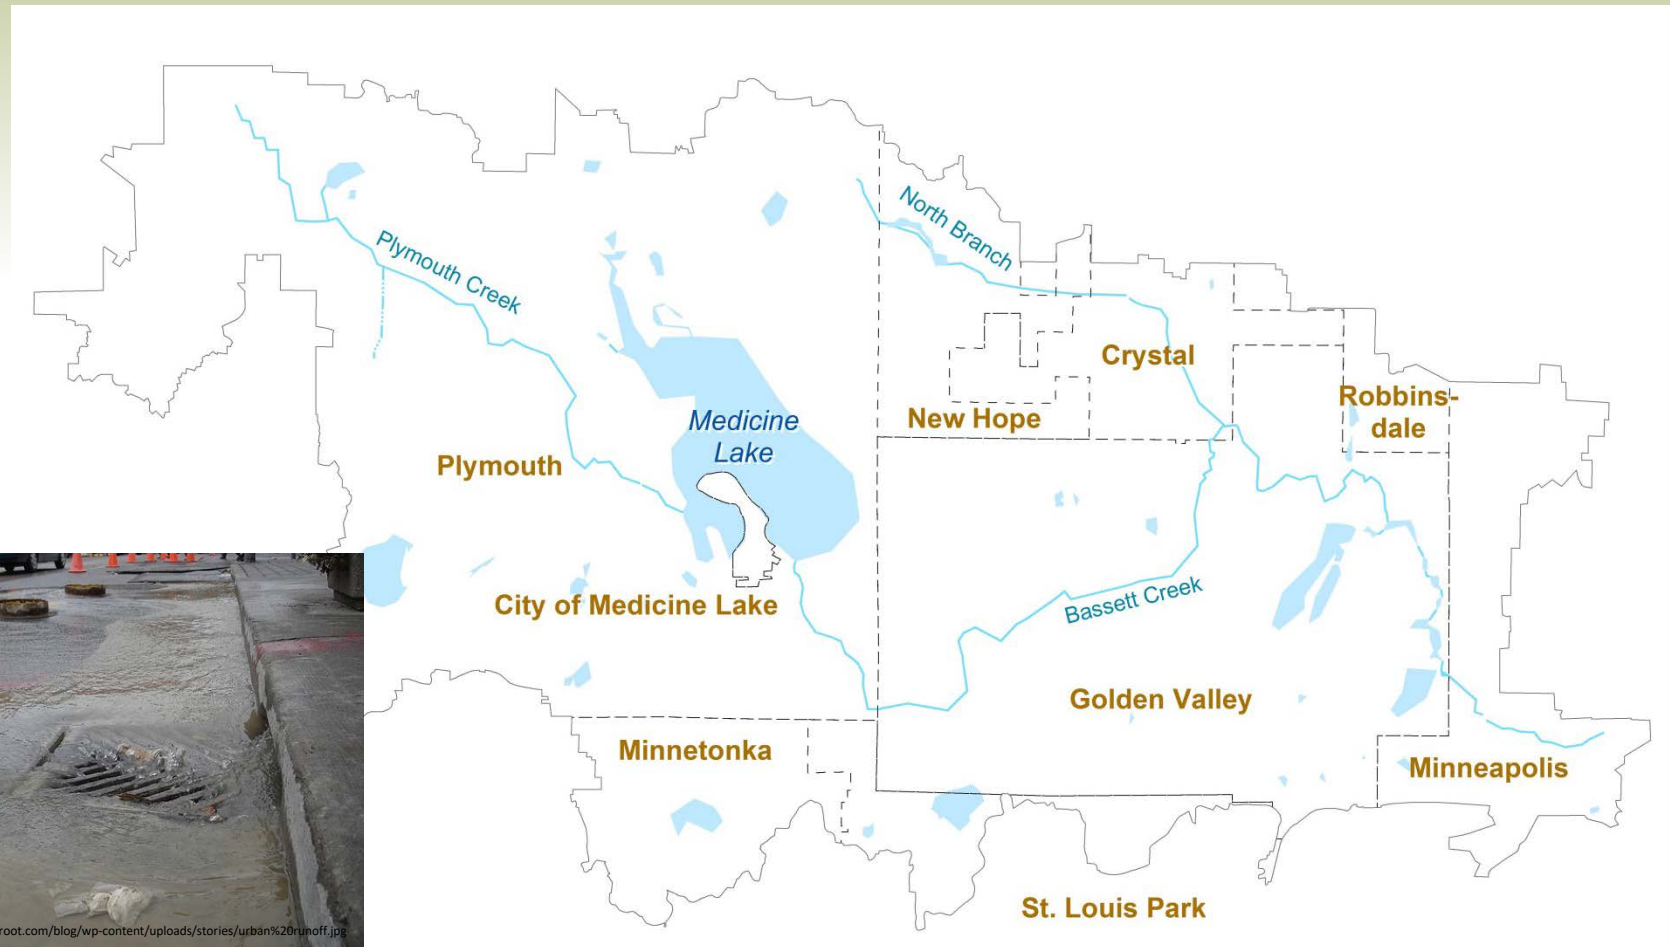 North Branch
Plymouth Creek
Crystal
Robbins-
dale
New Hope
Medicine
Lake
Plymouth
City of Medicine Lake
Bassett Creek
Golden Valley
Minnetonka
Minneapolis
St. Louis Park
root.com/blog/wp-content/uploads/stories/urban%20runoff.jpg